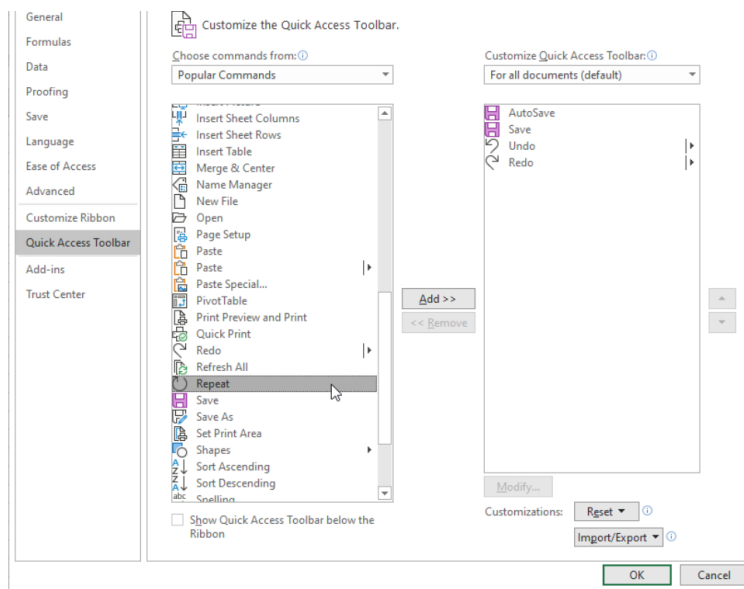 General
Formulas
Data
Proofing
Save
Language
Ease of Access
Advanced
Customize Ribbon
Quick Access Toolbar
Add-ins
Trust Center
Customize the Quick Access Toolbar.
Choose commands from:
Popular Commands
Insert Picture
Insert Sheet Columns
Insert Sheet Rows
Insert Table
Merge & Center
Name Manager
New File
Open
Page Setup
Paste
Paste
Paste Special...
PivotTable
Print Preview and Print
Quick Print
Redo
Refresh All
Repeat
Save
Save As
Set Print Area
Shapes
Sort Ascending
Sort Descending
Spelling
Show Quick Access Toolbar below the
Ribbon
Add >>
<< Remove
Customize Quick Access Toolbar:
For all documents (default)
AutoSave
Save
Undo
Redo
Modify...
Customizations:
Reset
Import/Export
OK
Cancel